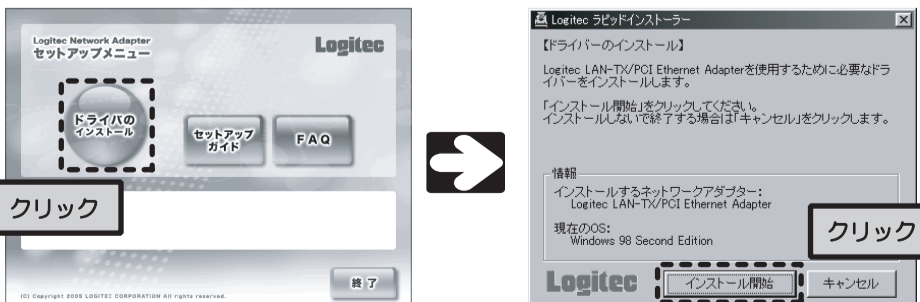 Logitec Network Adapter
セットアップメニュー
Logitec
ドライバの
インストール
セットアップ
ガイド
FAQ
クリック
終了
(C) Copyright 2005 LOGITEC CORPORATION All rights reserved.
Logitec ラピッドインストーラー
【ドライバーのインストール】
Logitec LAN-TX/PCI Ethernet Adapterを使用するために必要なドラ
イバーをインストールします。
「インストール開始」をクリックしてください。
インストールしないで終了する場合は「キャンセル」をクリックします。
情報
インストールするネットワークアダプター:
Logitec LAN-TX/PCI Ethernet Adapter
現在のOS:
Windows 98 Second Edition
クリック
Logitec
インストール開始
キャンセル